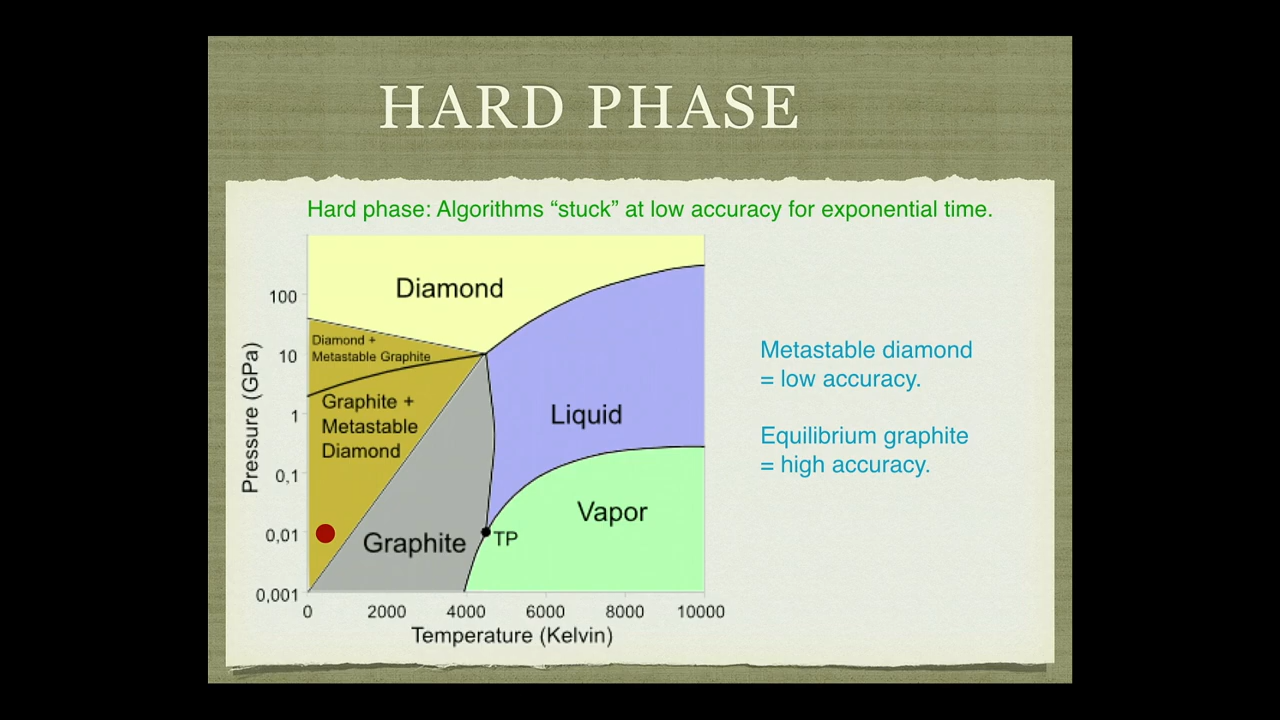 HARD PHASE
Hard phase: Algorithms “stuck” at low accuracy for exponential time.
Diamond
100
Diamond +
Metastable Graphite
10
Graphite +
Metastable
Diamond
1
Liquid
0,1
Vapor
0,01
Graphite
TP
0,001
0
2000
4000
6000
8000
10000
Temperature (Kelvin)
Pressure (GPa)
Metastable diamond
= low accuracy.
Equilibrium graphite
= high accuracy.